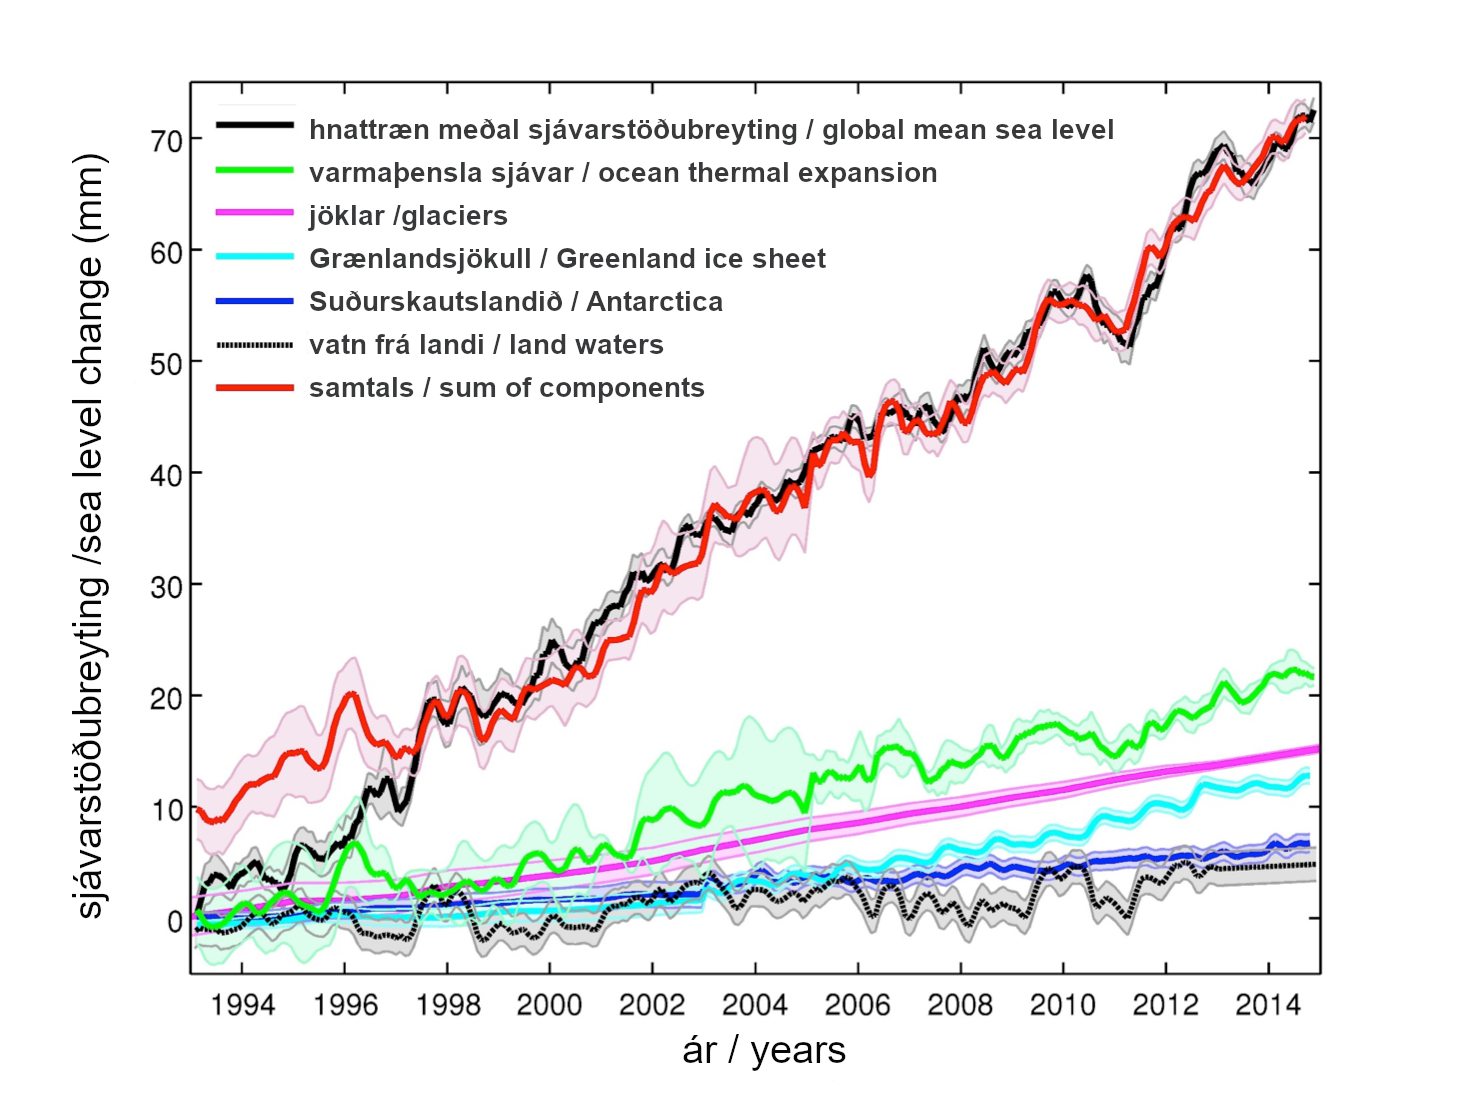 hnattræn meðal sjávarstöðubreyting / global mean sea level
varmaþensla sjávar / ocean thermal expansion
jöklar /glaciers
Grænlandsjökull / Greenland ice sheet
Suðurskautslandið / Antarctica
vatn frá landi / land waters
samtals / sum of components
sjávarstöðubreyting /sea level change (mm)
70
60
50
40
30
20
10
0
1994 1996 1998 2000 2002 2004 2006 2008 2010 2012 2014
ár / years